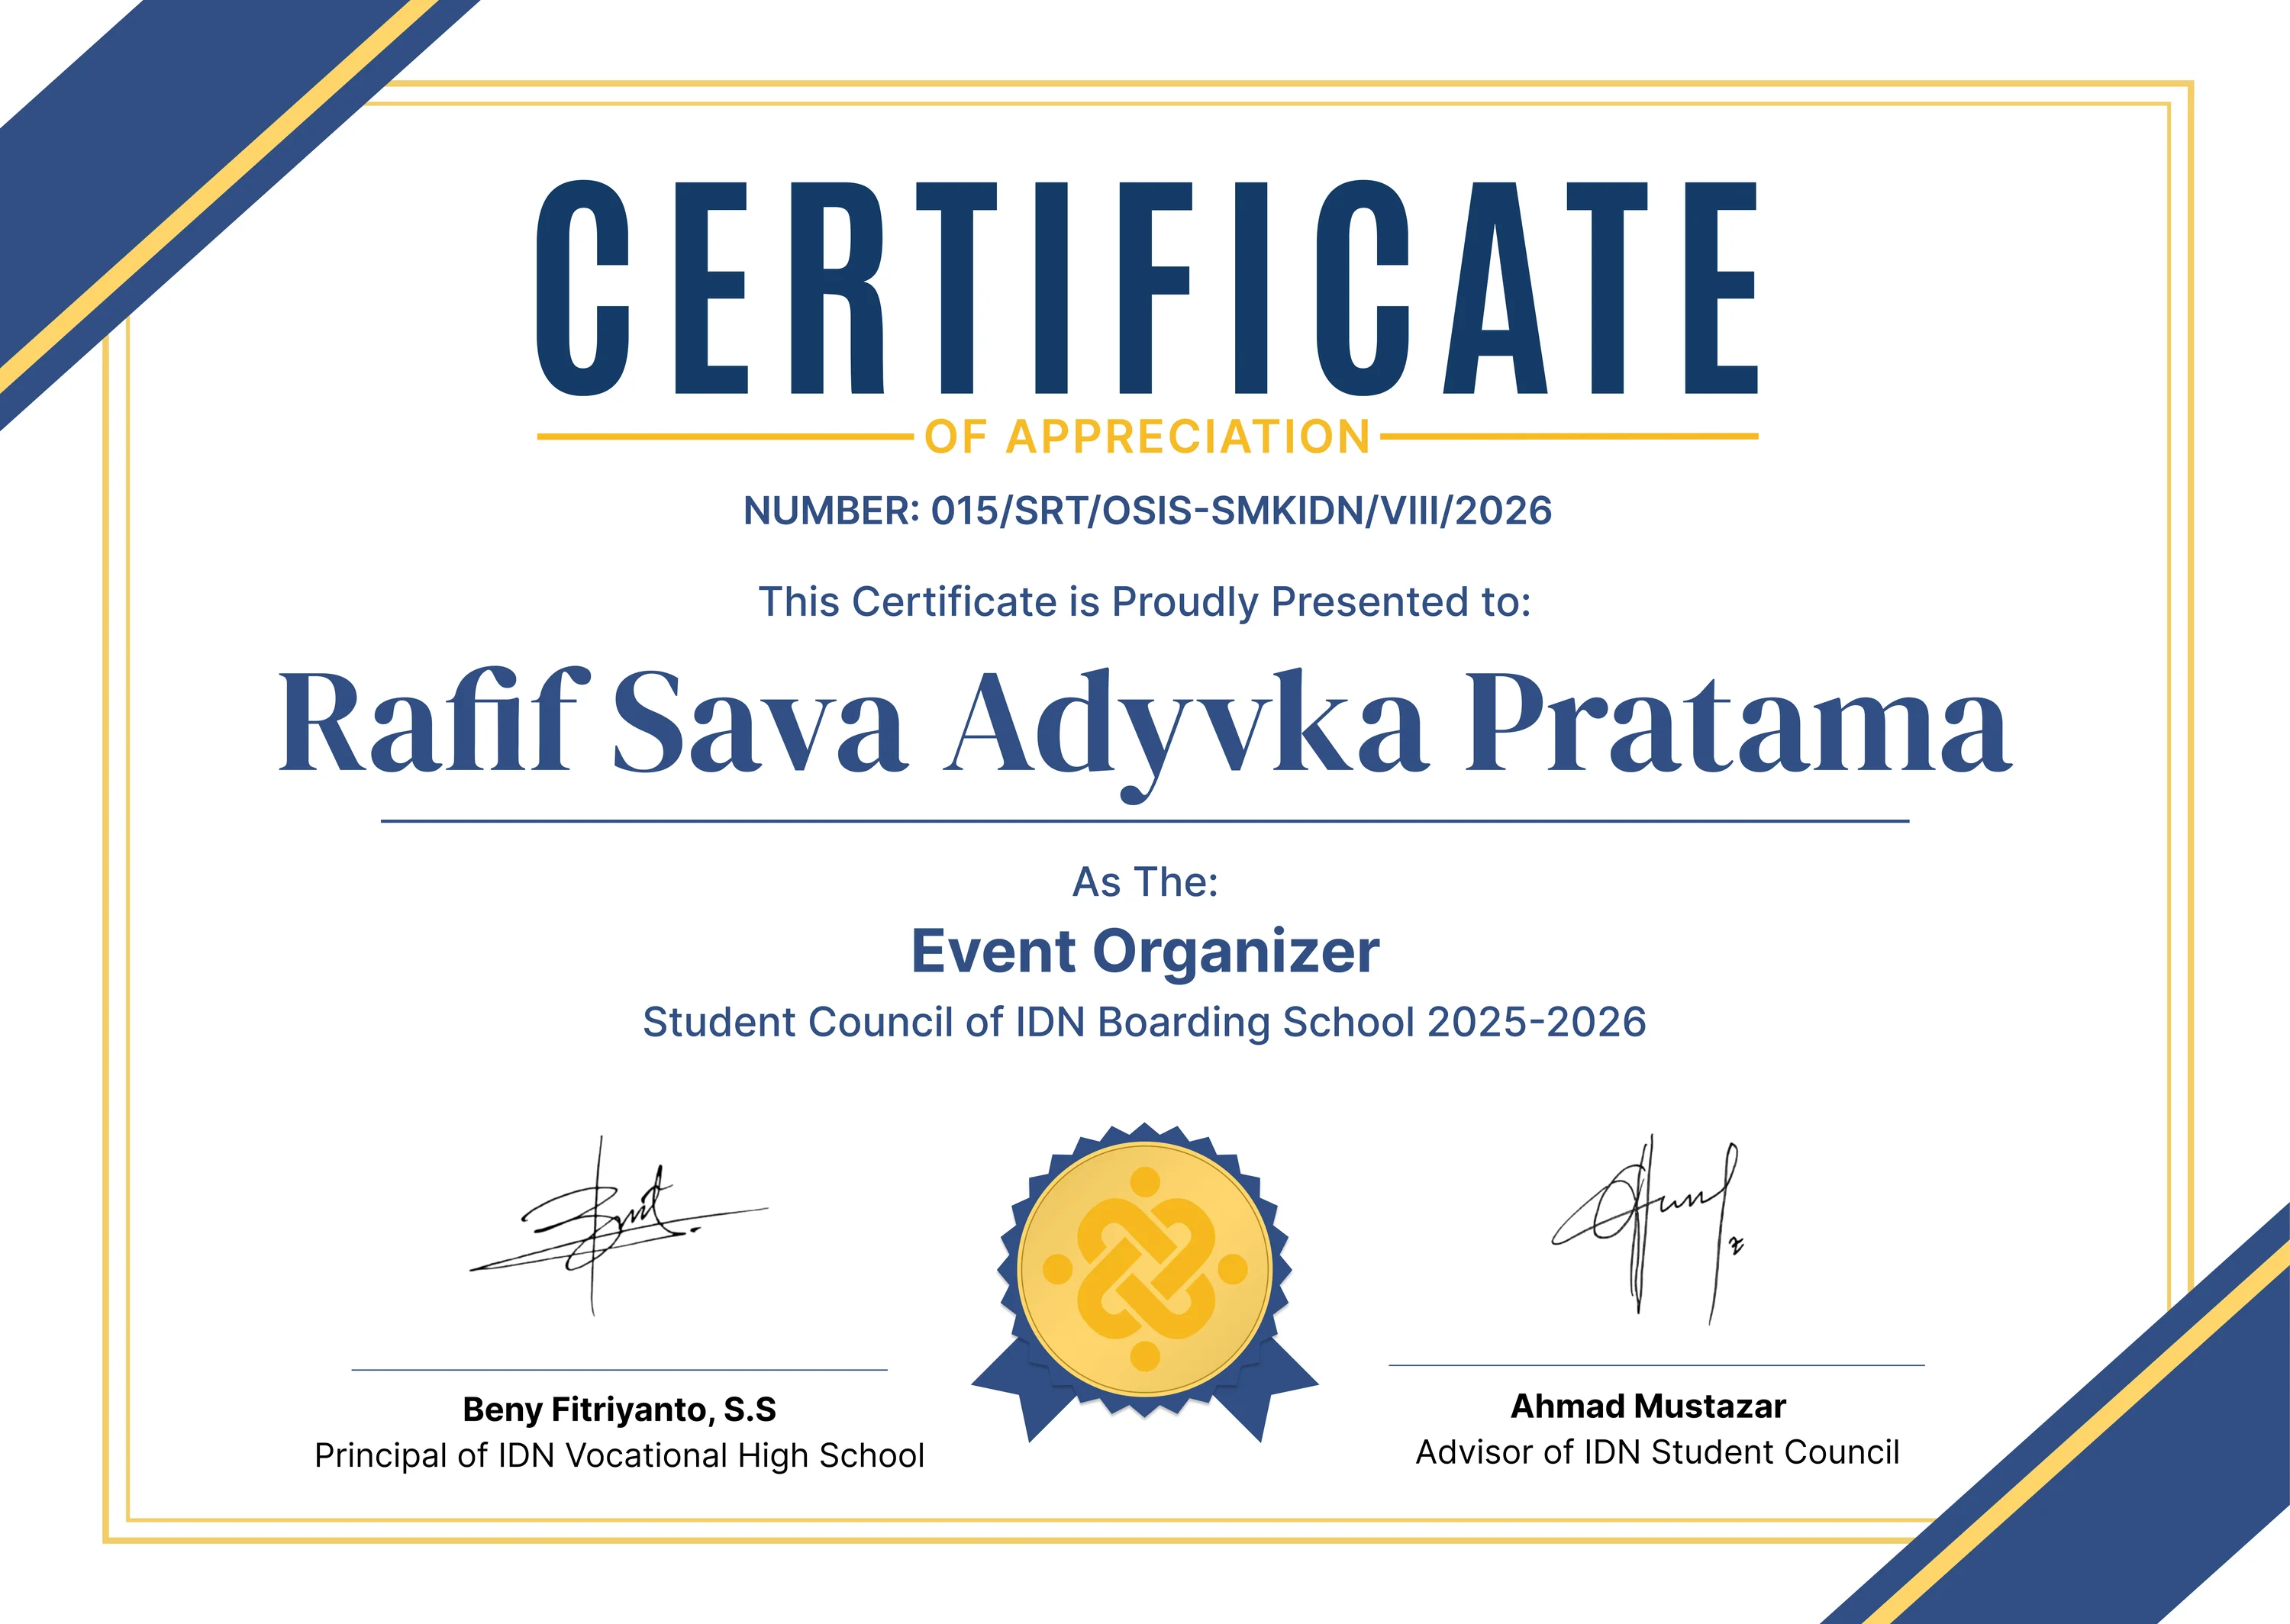 CERTIFICATE
OF APPRECIATION
NUMBER: 015/SRT/OSIS-SMKIDN/VIII/2026
This Certificate is Proudly Presented to:
Rafif Sava Adyvka Pratama
As The:
Event Organizer
Student Council of IDN Boarding School 2025-2026
Beny Fitriyanto, S.S
Principal of IDN Vocational High School
Ahmad Mustazar
Advisor of IDN Student Council